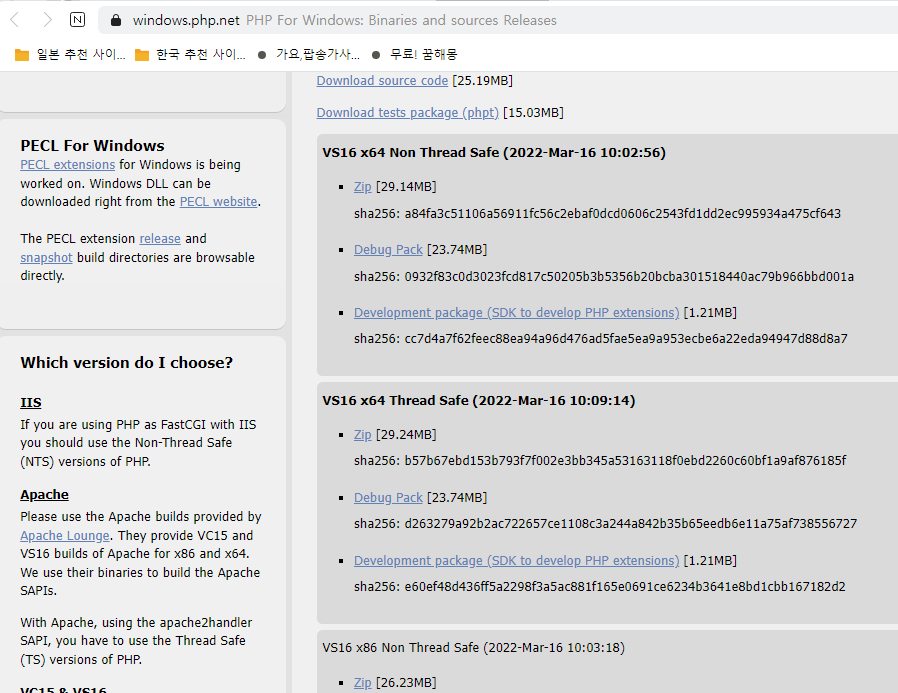 windows.php.net PHP For Windows: Binaries and sources Releases
일본 추천 사이... 한국 추천 사이... 가요,팝송가사... 무료! 꿈해몽
Download source code [25.19MB]
Download tests package (phpt) [15.03MB]
PECL For Windows
PECL extensions for Windows is being
worked on. Windows DLL can be
downloaded right from the PECL website.
The PECL extension release and
snapshot build directories are browsable
directly.
Which version do I choose?
IIS
If you are using PHP as FastCGI with IIS
you should use the Non-Thread Safe
(NTS) versions of PHP.
Apache
Please use the Apache builds provided by
Apache Lounge. They provide VC15 and
VS16 builds of Apache for x86 and x64.
We use their binaries to build the Apache
SAPIs.
With Apache, using the apache2handler
SAPI, you have to use the Thread Safe
(TS) versions of PHP.
VC15 & VS16
VS16 x64 Non Thread Safe (2022-Mar-16 10:02:56)
Zip [29.14MB]
sha256: a84fa3c51106a56911fc56c2ebaf0dcd0606c2543fd1dd2ec995934a475cf643
Debug Pack [23.74MB]
sha256: 0932f83c0d3023fcd817c50205b3b5356b20bcba301518440ac79b966bbd001a
Development package (SDK to develop PHP extensions) [1.21MB]
sha256: cc7d4a7f62feec88ea94a96d476ad5fae5ea9a953ecbe6a22eda94947d88d8a7
VS16 x64 Thread Safe (2022-Mar-16 10:09:14)
Zip [29.24MB]
sha256: b57b67ebd153b793f7f002e3bb345a53163118f0ebd2260c60bf1a9af876185f
Debug Pack [23.74MB]
sha256: d263279a92b2ac722657ce1108c3a244a842b35b65eedb6e11a75af738556727
Development package (SDK to develop PHP extensions) [1.21MB]
sha256: e60ef48d436ff5a2298f3a5ac881f165e0691ce6234b3641e8bd1cbb167182d2
VS16 x86 Non Thread Safe (2022-Mar-16 10:03:18)
Zip [26.23MB]